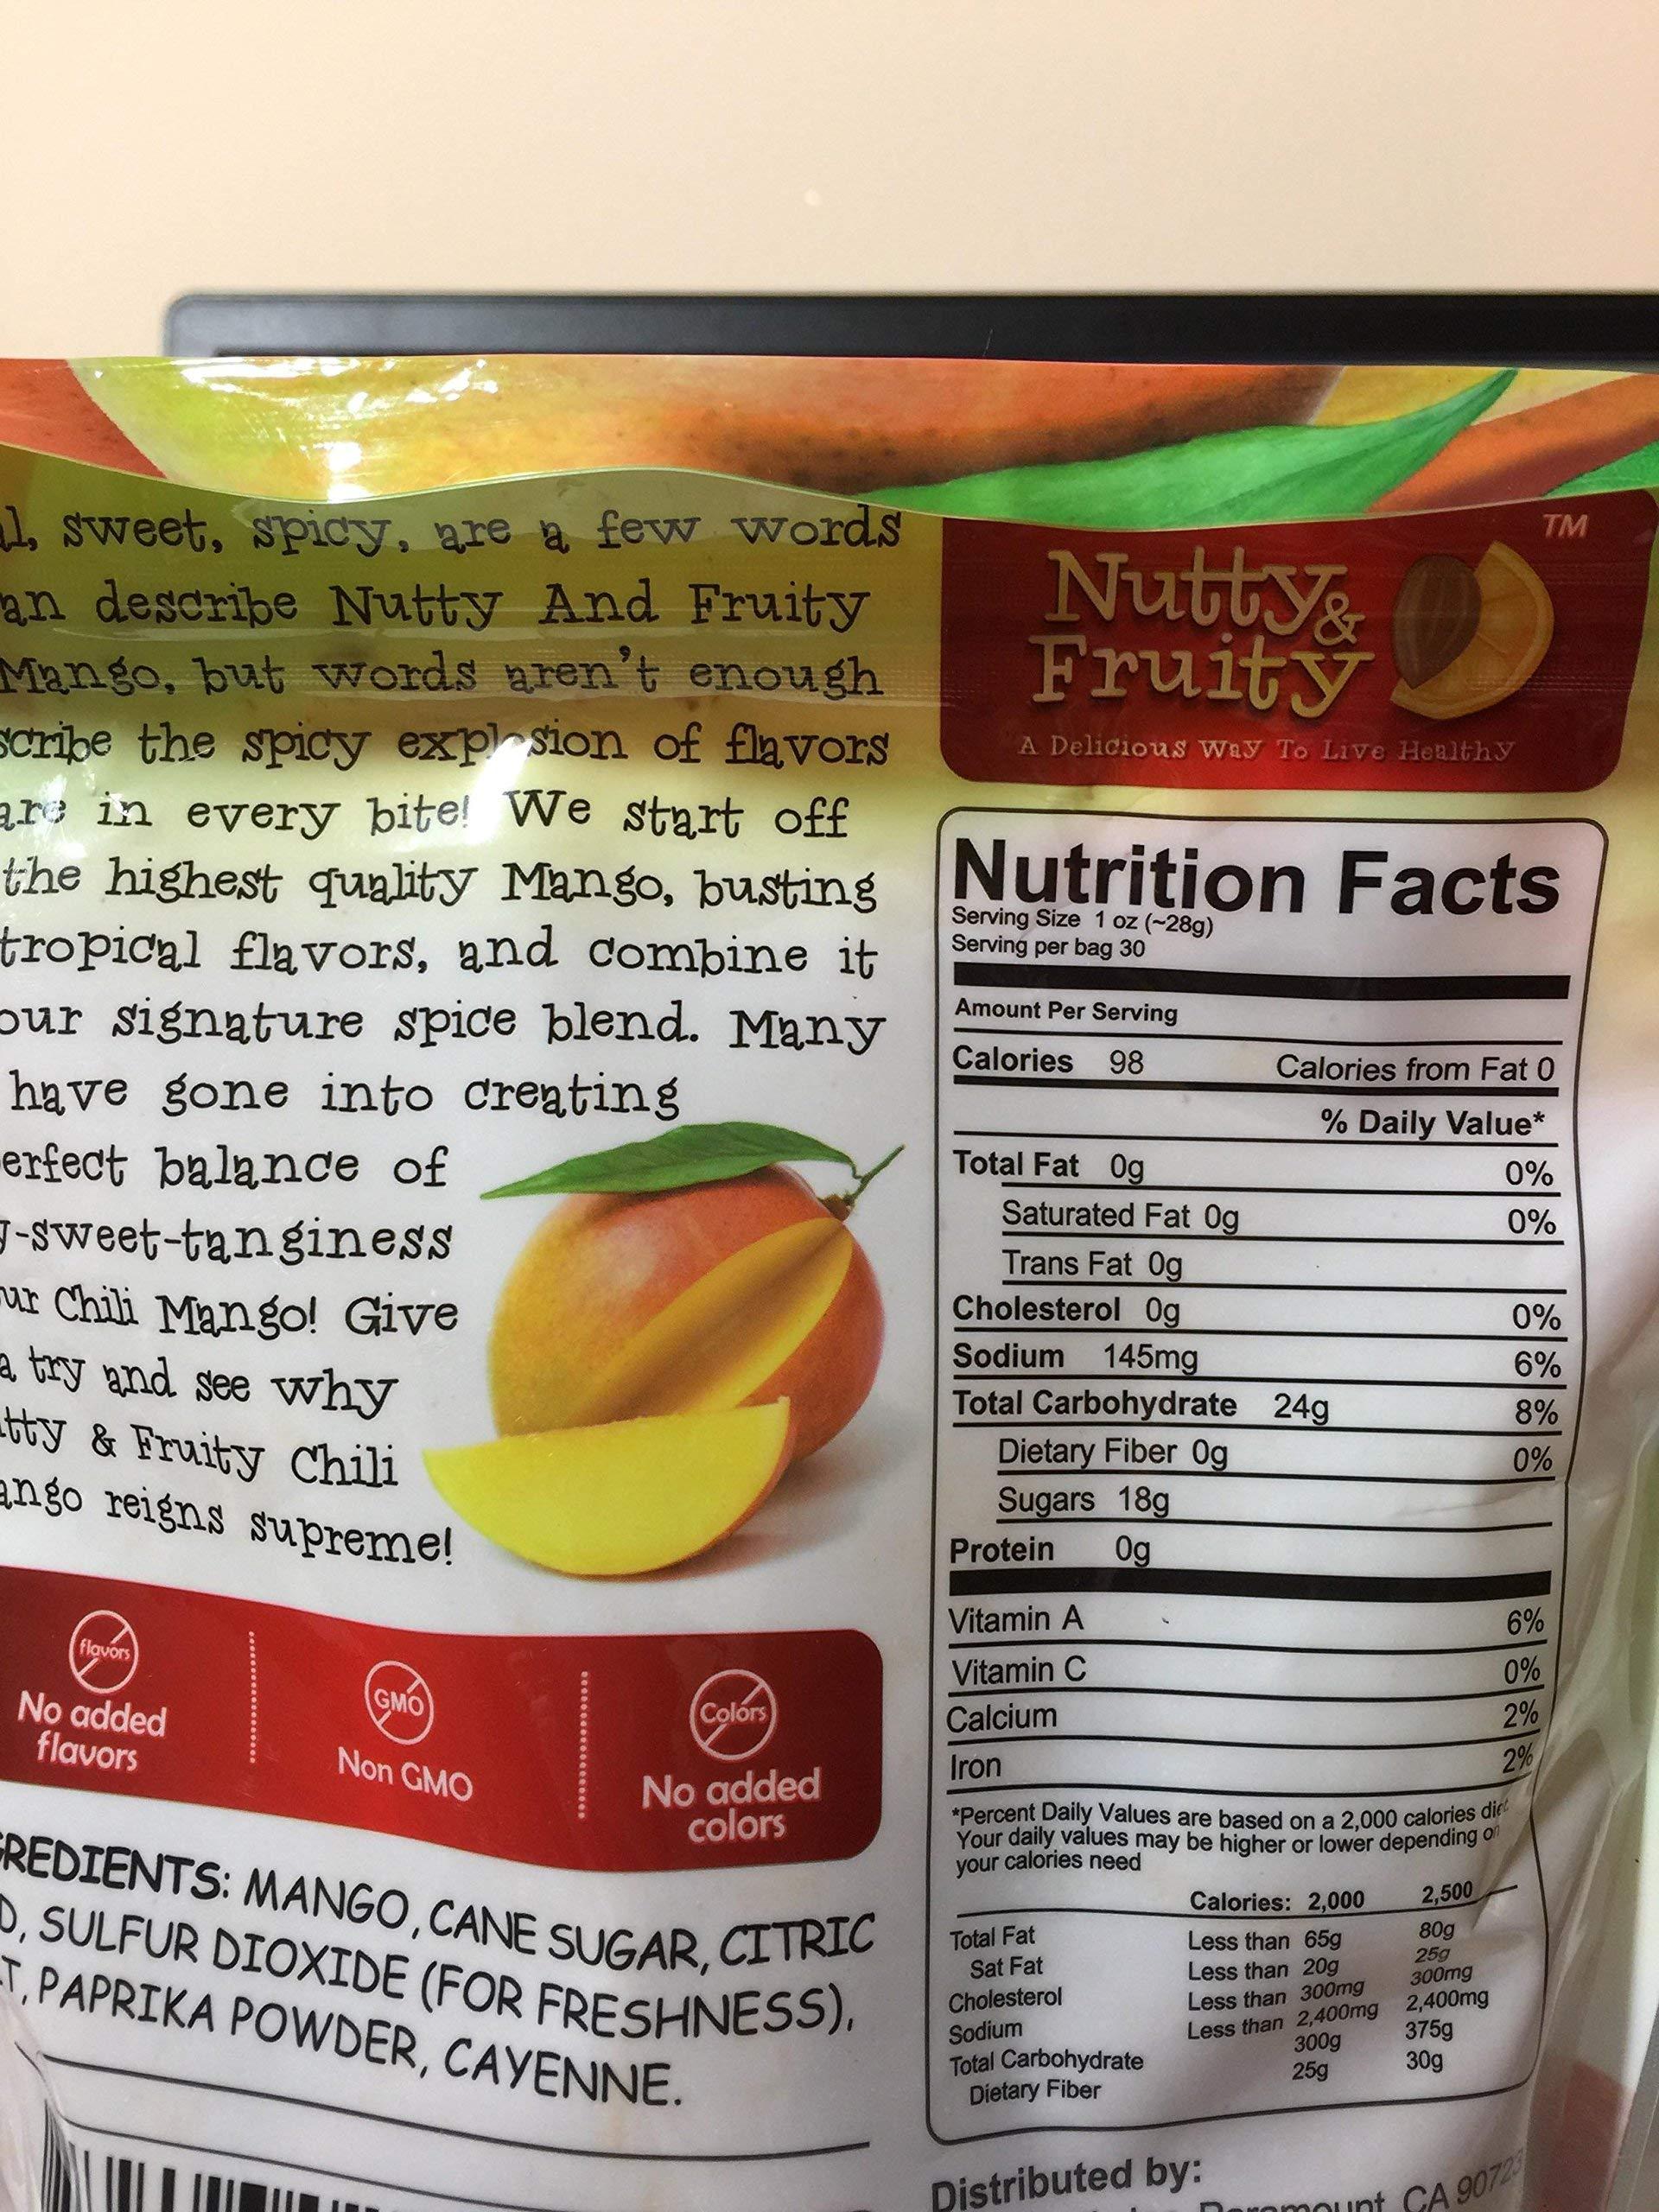 sweet, spicy, are a few words
describe Nutty And Fruity
Mango, but words aren't enough
the spicy explosion of flavors
are in every bite! We start off
the highest quality Mango, busting
tropical flavors, and combine it
our signature spice blend. Many
have gone into creating
balance of
-sweet-tanginess
Chili Mango! Give
a try and see why
& Fruity Chili
reigns supreme!
flavors
No added
flavors
GMO
Non GMO
Colors
No added
colors
MANGO, CANE SUGAR, CITRIC
SULFUR DIOXIDE (FOR FRESHNESS),
PAPRIKA POWDER, CAYENNE.
TM
Nutty&
Fruity
A Delicious Way To Live Healthy
Nutrition Facts
Serving Size 1 oz (~28g)
Serving per bag 30
Amount Per Serving
Calories 98 Calories from Fat 0
% Daily Value*
Total Fat 0g 0%
Saturated Fat 0g 0%
Trans Fat 0g
Cholesterol 0g 0%
Sodium 145mg 6%
Total Carbohydrate 24g 8%
Dietary Fiber 0g 0%
Sugars 18g
Protein 0g
Vitamin A 6%
Vitamin C 0%
Calcium 2%
Iron 2%
*Percent Daily Values are based on a 2,000 calories diet
Your daily values may be higher or lower depending on
your calories need
Calories: 2,000 2,500
Total Fat Less than 65g 80g
Sat Fat Less than 20g 25g
Cholesterol Less than 300mg 300mg
Sodium Less than 2,400mg 2,400mg
Total Carbohydrate 300g 375g
Dietary Fiber 25g 30g
Distributed by:
CA 90723